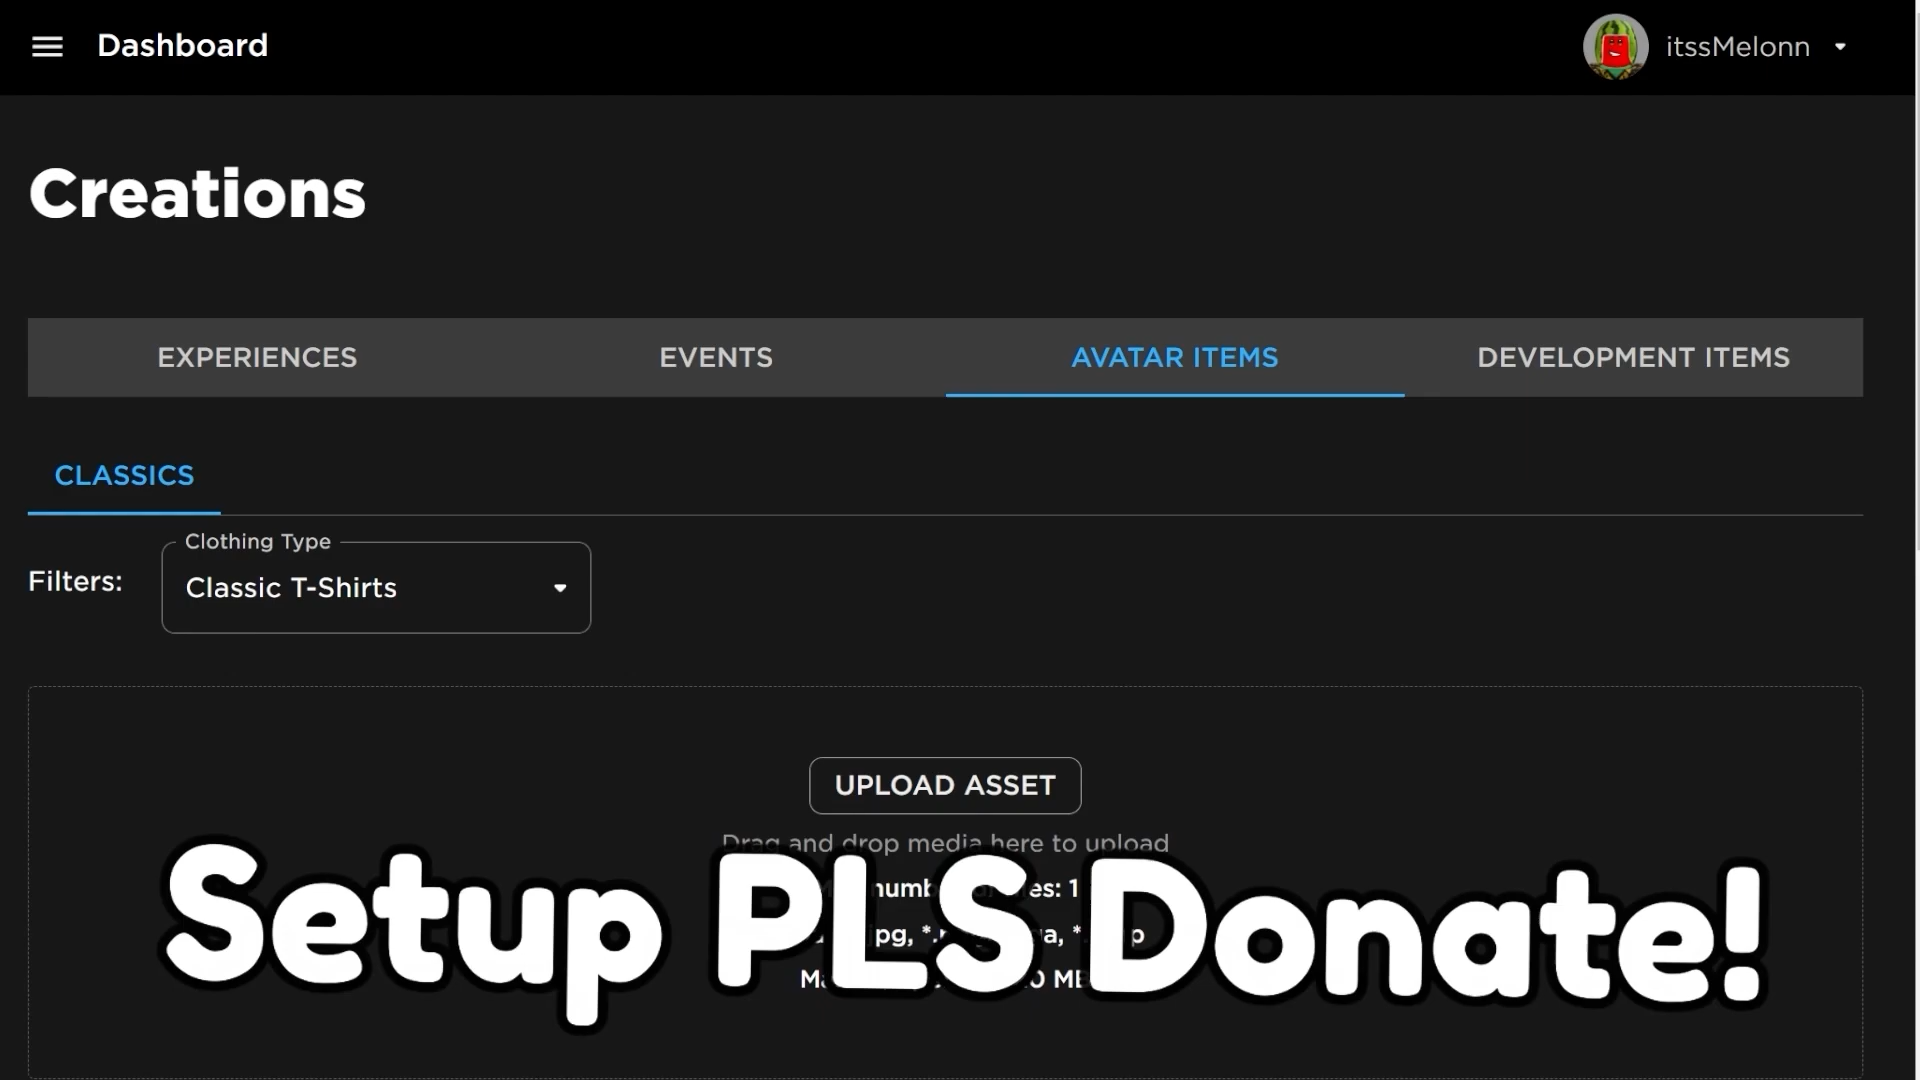 Dashboard
itssMelonn
Creations
EXPERIENCES
EVENTS
AVATAR ITEMS
DEVELOPMENT ITEMS
CLASSICS
Filters:
Clothing Type
Classic T-Shirts
UPLOAD ASSET
Drag and drop media here to upload
1
Setup PLS Donate!